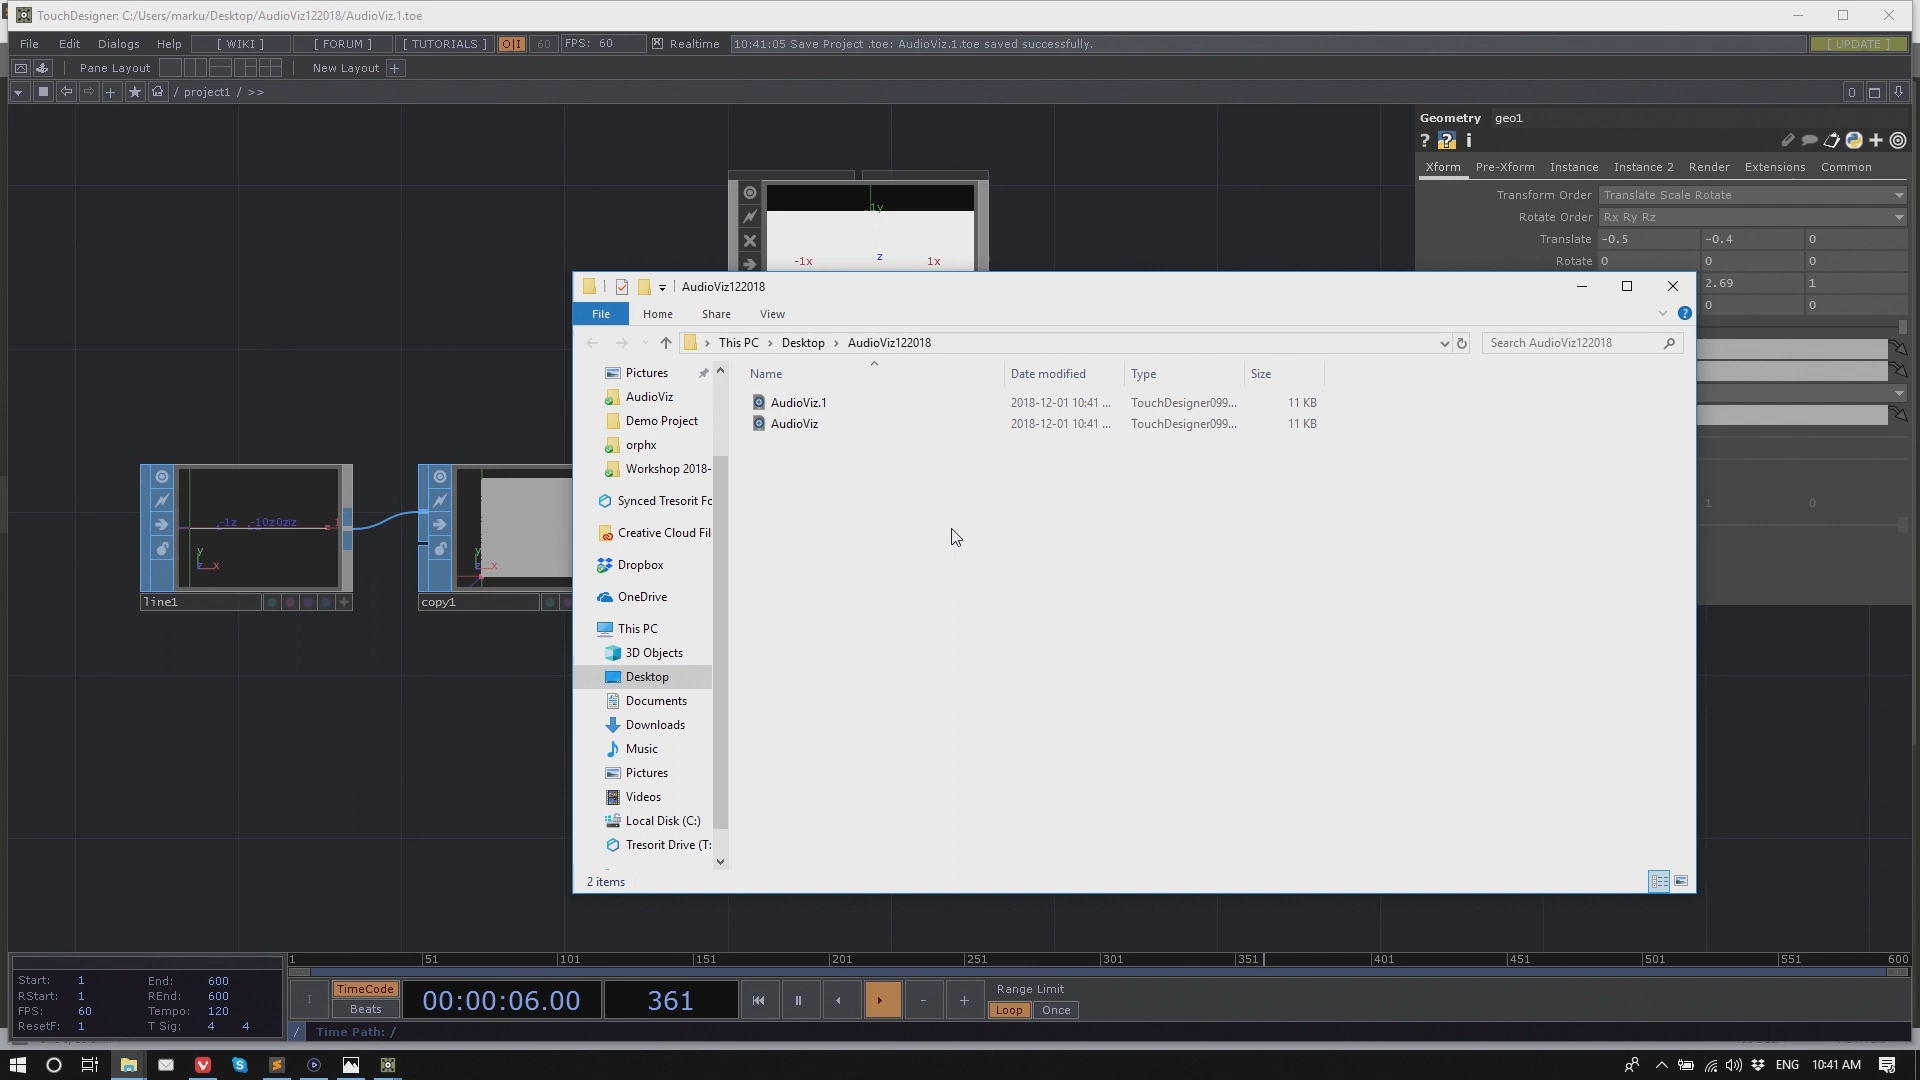 TouchDesigner: C:/Users/marku/Desktop/AudioViz122018/AudioViz.1.toe
File Edit Dialogs Help [ WIKI ] [ FORUM ] [ TUTORIALS ] O|I 60 FPS: 60 Realtime 10:41:05 Save Project .toe: AudioViz.1.toe saved successfully. [ UPDATE ]
Pane Layout New Layout +
/ project1 / >> 0
Geometry geo1
? ? i
Xform Pre-Xform Instance Instance 2 Render Extensions Common
Transform Order Translate Scale Rotate
Rotate Order Rx Ry Rz
Translate -0.5 -0.4 0
Rotate 0 0 0
2.69 1
0 0
1 0
1y
-1x z 1x
AudioViz122018
File Home Share View
This PC > Desktop > AudioViz122018
Search AudioViz122018
Name Date modified Type Size
AudioViz.1 2018-12-01 10:41 ... TouchDesigner099... 11 KB
AudioViz 2018-12-01 10:41 ... TouchDesigner099... 11 KB
Pictures
AudioViz
Demo Project
orphx
Workshop 2018-
Synced Tresorit Fc
Creative Cloud Fil
Dropbox
OneDrive
This PC
3D Objects
Desktop
Documents
Downloads
Music
Pictures
Videos
Local Disk (C:)
Tresorit Drive (T:
2 items
y
z x
line1
y
z x
copy1
1 51 101 151 201 251 301 351 401 451 501 551 600
Start: 1 End: 600
RStart: 1 REnd: 600
FPS: 60 Tempo: 120
ResetF: 1 T Sig: 4 4
TimeCode
Beats
00:00:06.00 361
Range Limit
Loop Once
/ Time Path: /
ENG 10:41 AM